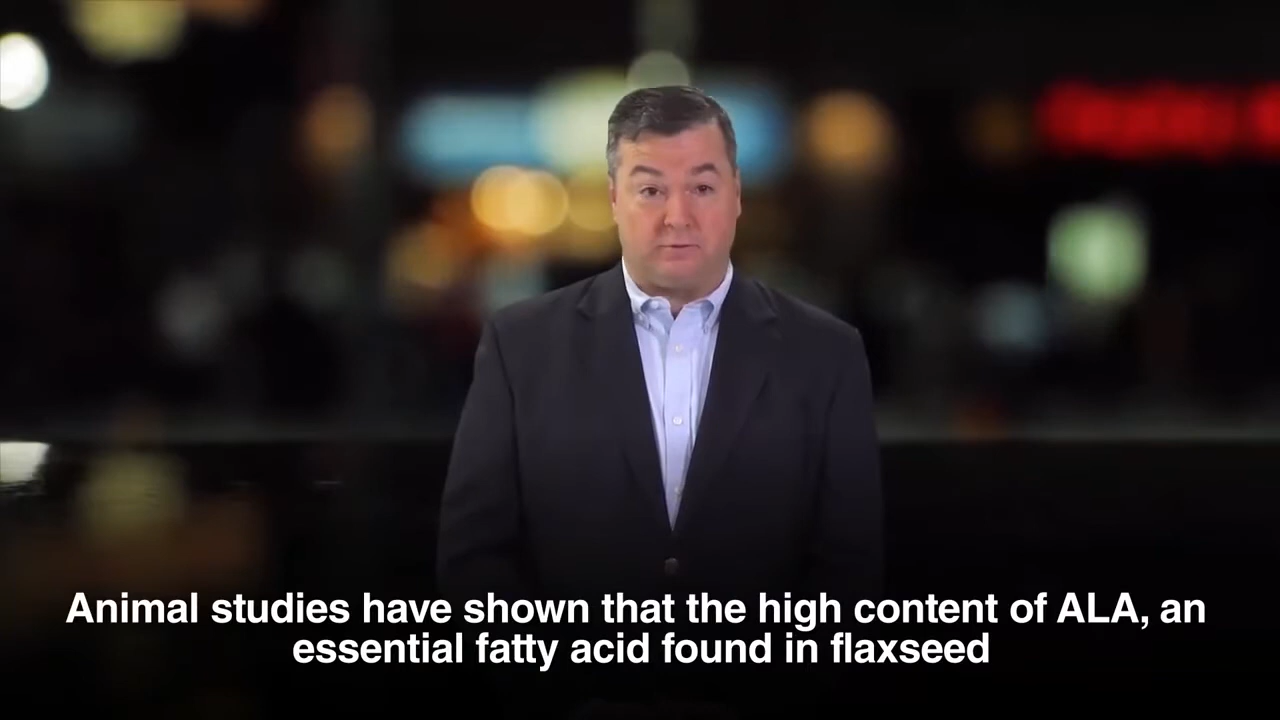 Animal studies have shown that the high content of ALA, an
essential fatty acid found in flaxseed